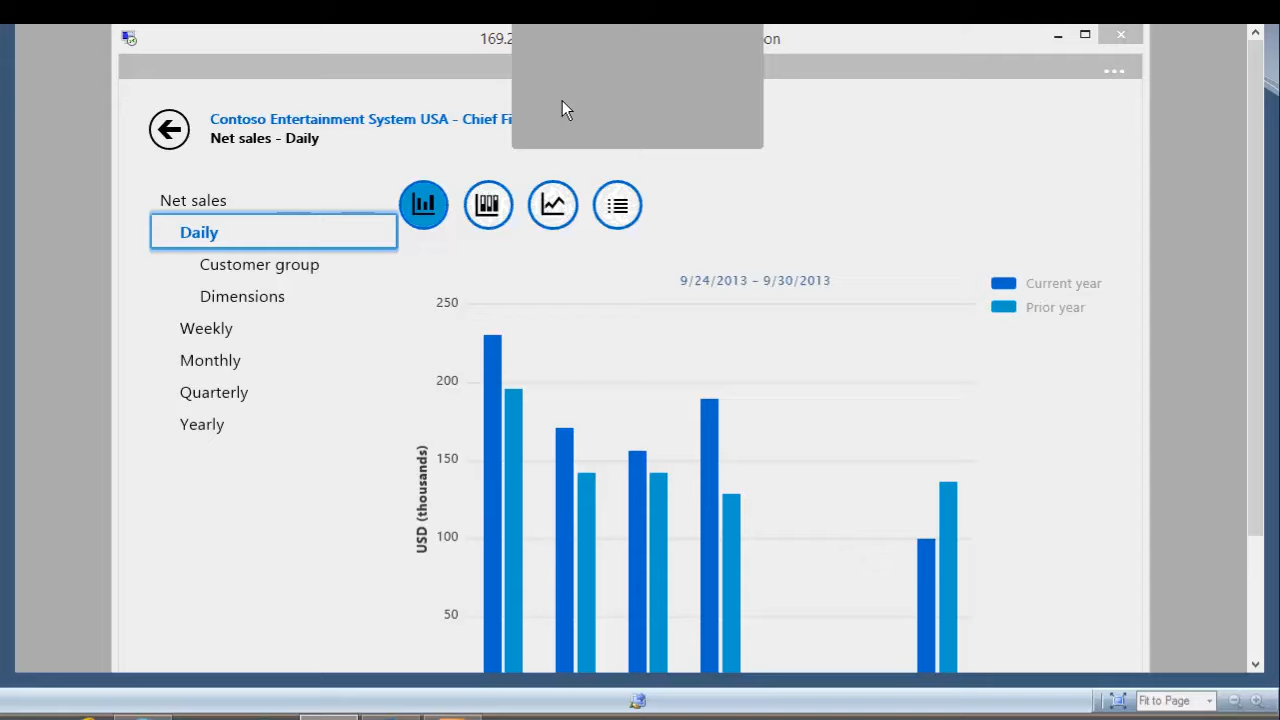 169.2
on
Contoso Entertainment System USA - Chief Fi
Net sales - Daily
Net sales
Daily
Customer group
Dimensions
Weekly
Monthly
Quarterly
Yearly
9/24/2013 – 9/30/2013
Current year
Prior year
250
200
150
100
50
USD (thousands)
Fit to Page